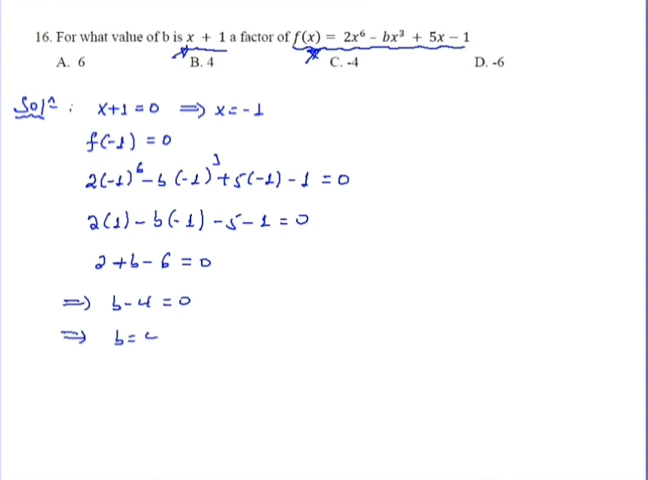 16. For what value of b is x + 1 a factor of f(x) = 2x⁶ – bx³ + 5x – 1
A. 6 B. 4 C. -4 D. -6
Solⁿ : x+1=0 ⟹ x=-1
f(-1) = 0
2(-1)⁶-b(-1)³+5(-1)-1=0
2(1)-b(-1)-5-1=0
2+b-6=0
⟹ b-4=0
⟹ b=